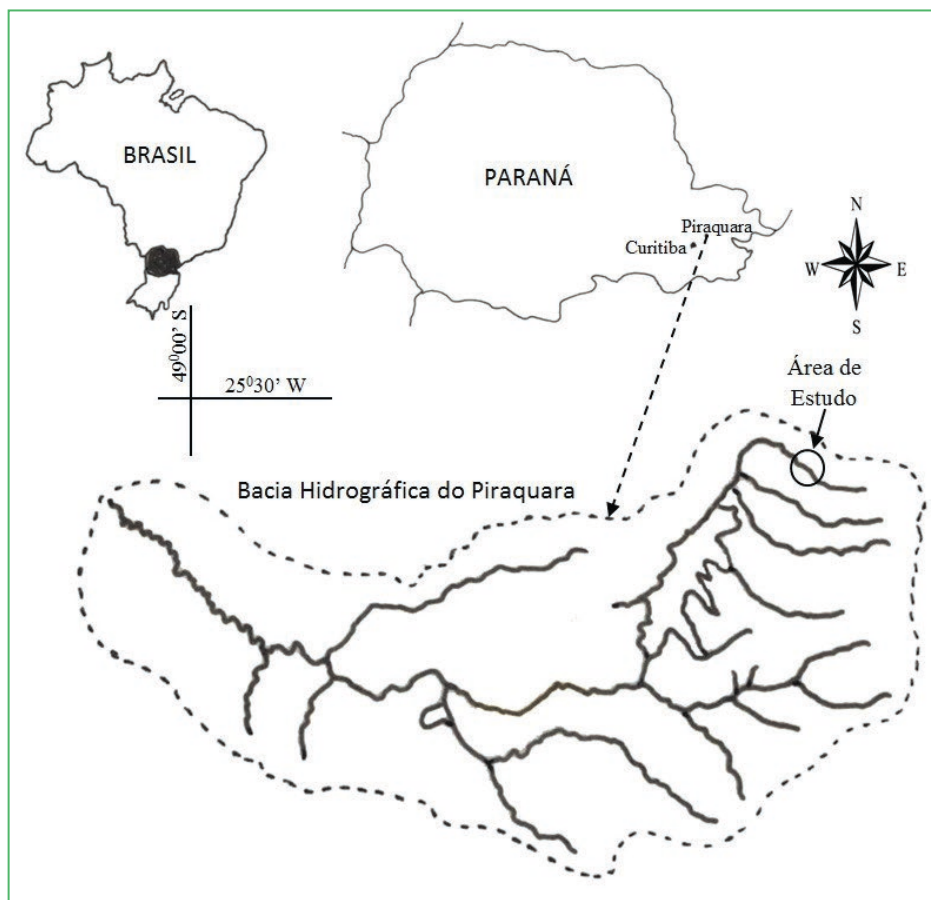 BRASIL
PARANÁ
Piraquara
Curitiba
N
W
E
S
49⁰00’ S
25⁰30’ W
Área de
Estudo
Bacia Hidrográfica do Piraquara